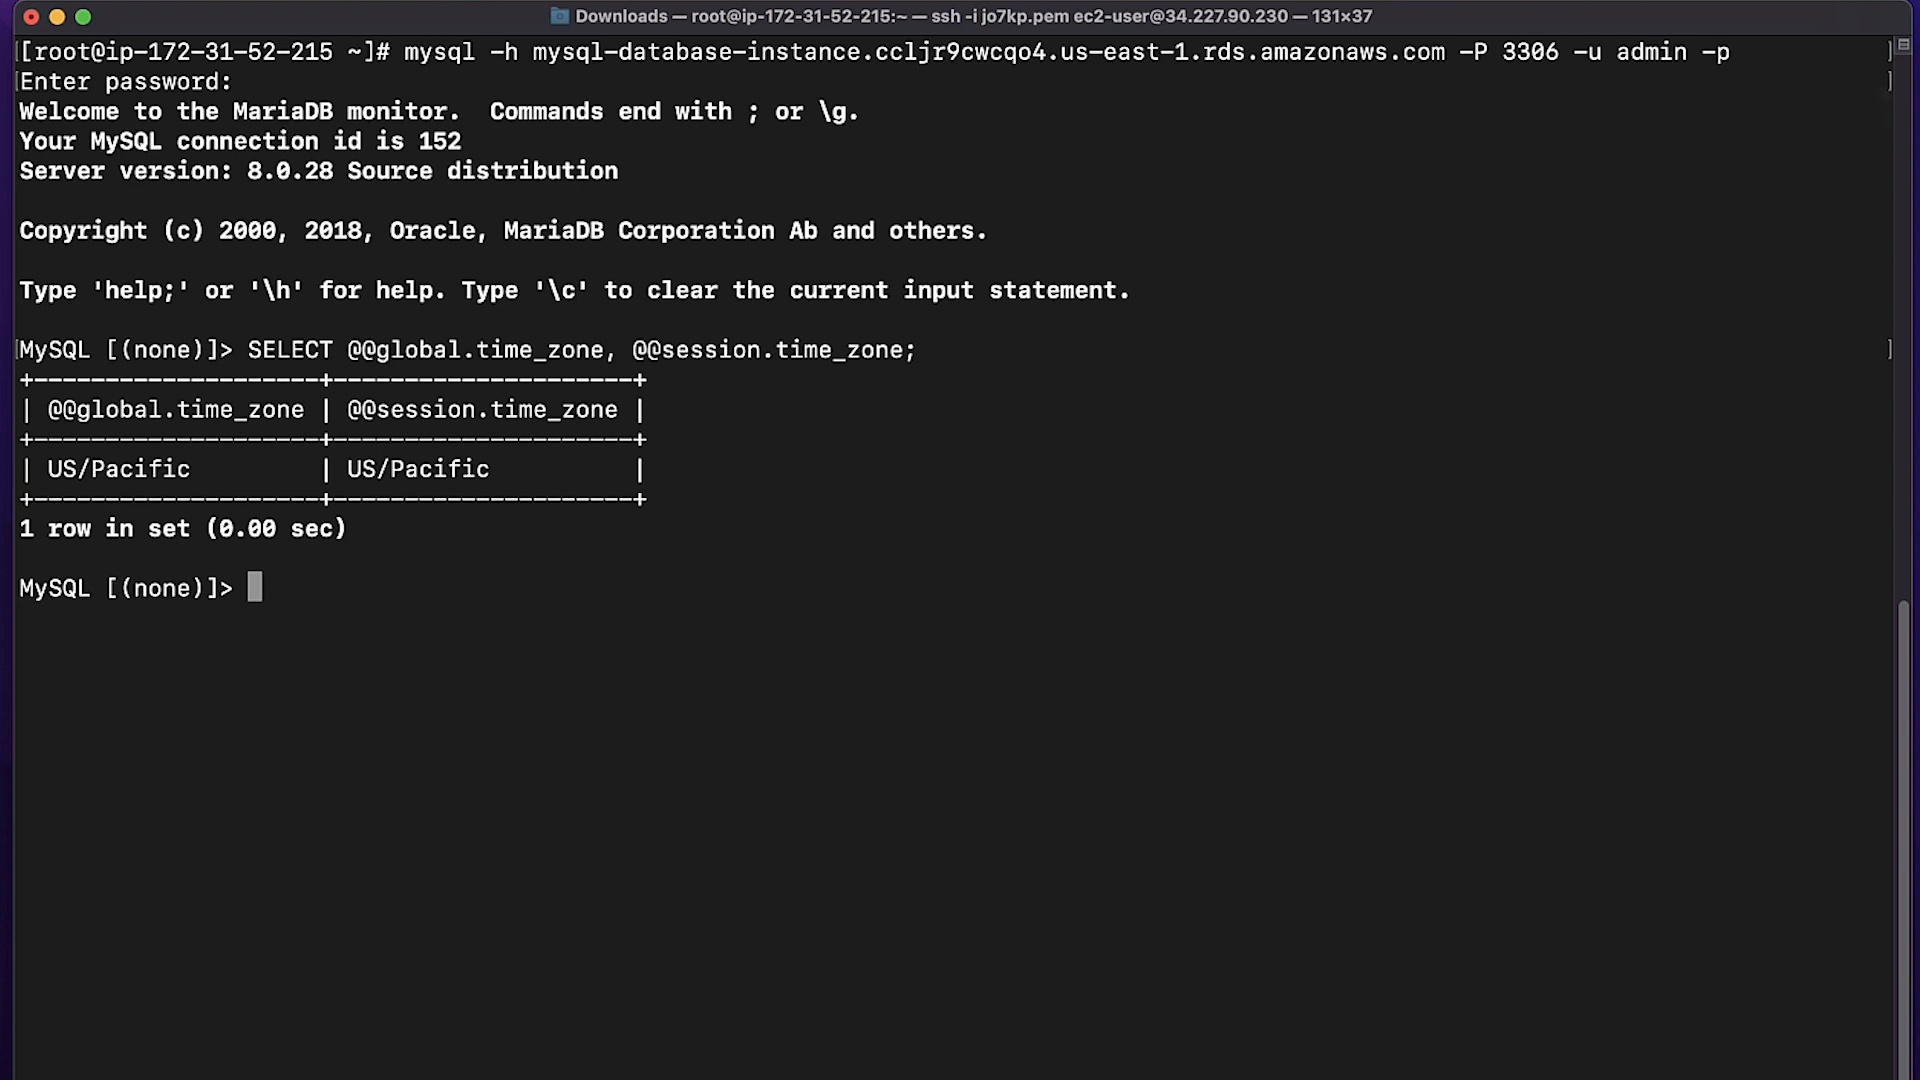 Downloads — root@ip-172-31-52-215:~ — ssh -i jo7kp.pem ec2-user@34.227.90.230 — 131×37
[[root@ip-172-31-52-215 ~]# mysql -h mysql-database-instance.ccljr9cwcqo4.us-east-1.rds.amazonaws.com -P 3306 -u admin -p ]
[Enter password: ]
Welcome to the MariaDB monitor.  Commands end with ; or \g.
Your MySQL connection id is 152
Server version: 8.0.28 Source distribution
Copyright (c) 2000, 2018, Oracle, MariaDB Corporation Ab and others.
Type 'help;' or '\h' for help. Type '\c' to clear the current input statement.
[MySQL [(none)]> SELECT @@global.time_zone, @@session.time_zone; ]
+--------------------+---------------------+
| @@global.time_zone | @@session.time_zone |
+--------------------+---------------------+
| US/Pacific         | US/Pacific          |
+--------------------+---------------------+
1 row in set (0.00 sec)
MySQL [(none)]>